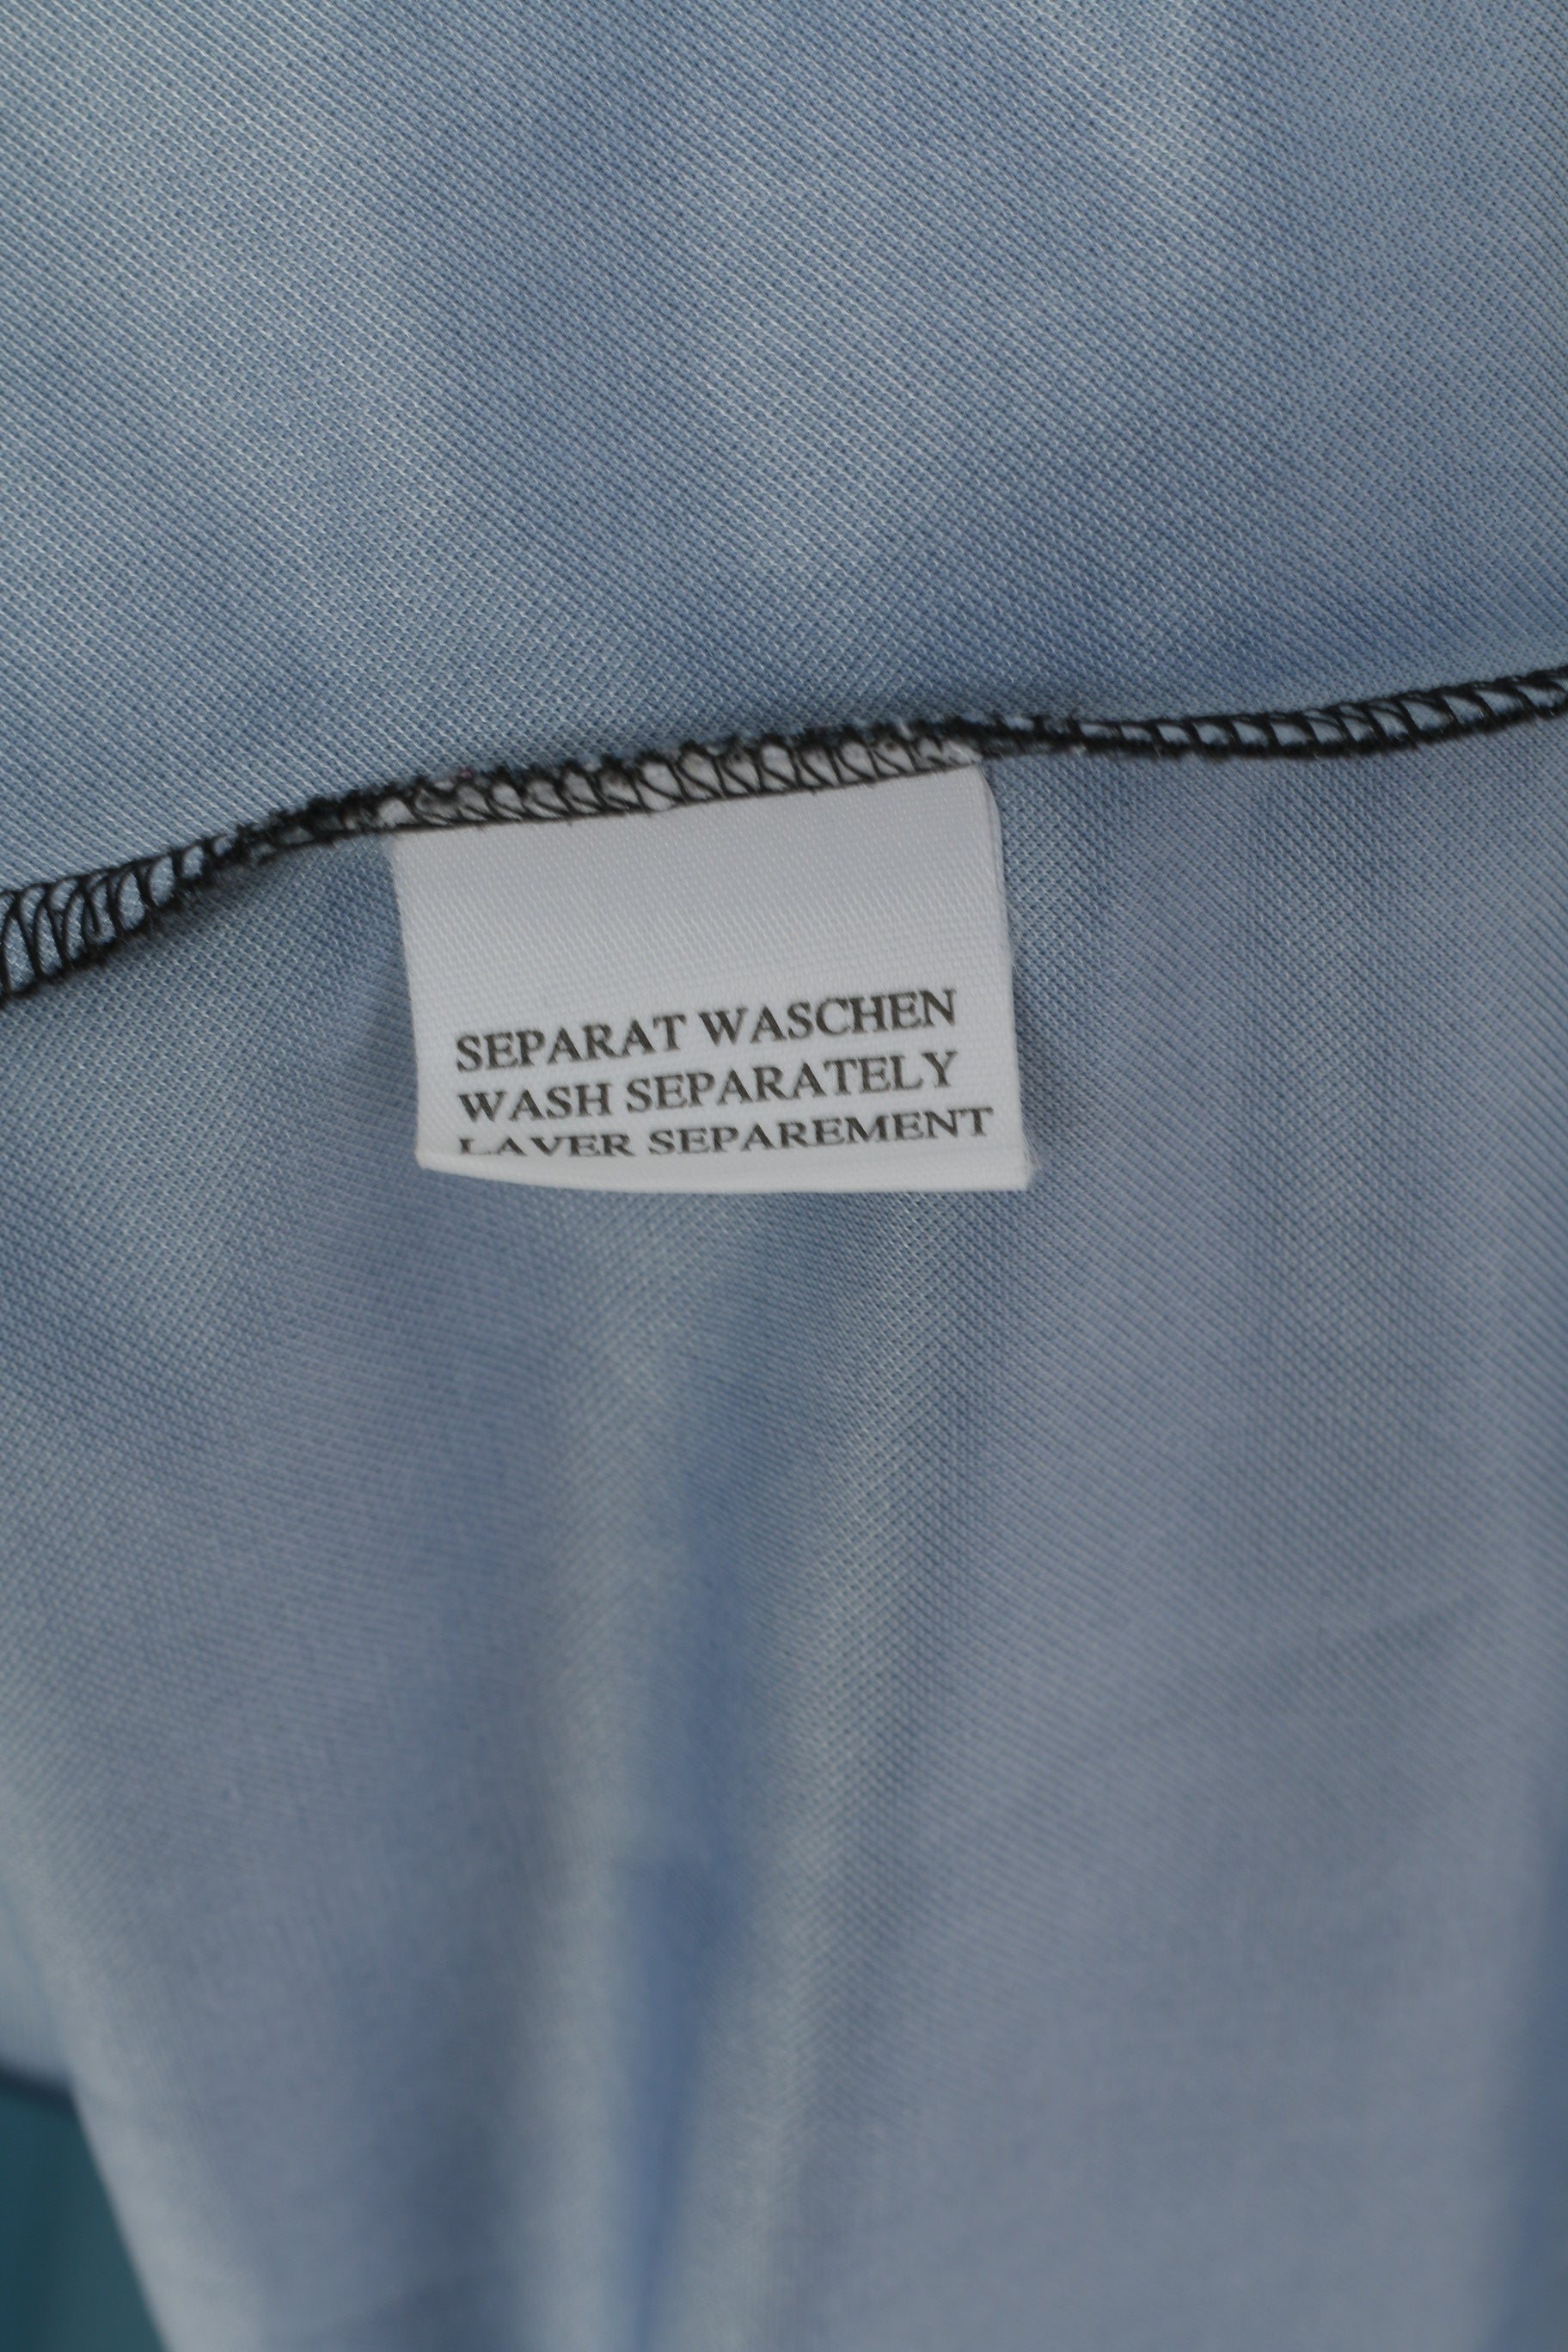 SEPARAT WASCHEN
WASH SEPARATELY
LAVER SEPAREMENT